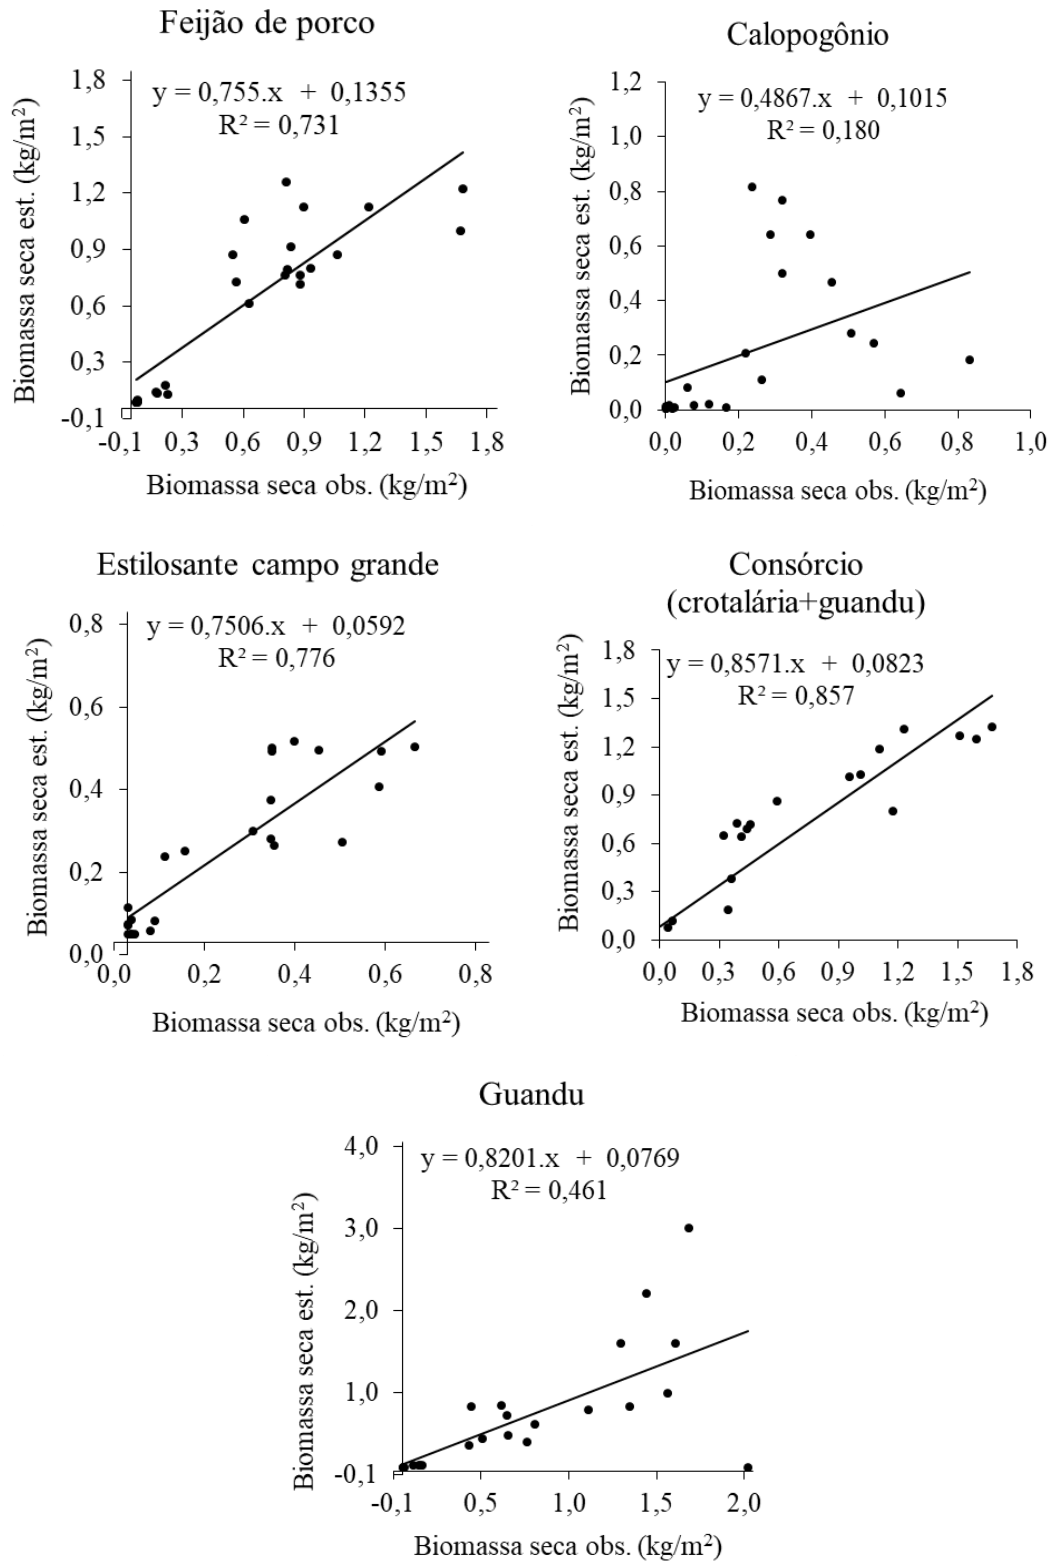 Feijão de porco
y = 0,755.x + 0,1355
R² = 0,731
Biomassa seca est. (kg/m²)
1,8
1,5
1,2
0,9
0,6
0,3
-0,1
-0,1 0,3 0,6 0,9 1,2 1,5 1,8
Biomassa seca obs. (kg/m²)
Calopogônio
y = 0,4867.x + 0,1015
R² = 0,180
Biomassa seca est. (kg/m²)
1,2
1,0
0,8
0,6
0,4
0,2
0,0
0,0 0,2 0,4 0,6 0,8 1,0
Biomassa seca obs. (kg/m²)
Estilosante campo grande
y = 0,7506.x + 0,0592
R² = 0,776
Biomassa seca est. (kg/m²)
0,8
0,6
0,4
0,2
0,0
0,0 0,2 0,4 0,6 0,8
Biomassa seca obs. (kg/m²)
Consórcio
(crotalária+guandu)
y = 0,8571.x + 0,0823
R² = 0,857
Biomassa seca est. (kg/m²)
1,8
1,5
1,2
0,9
0,6
0,3
0,0
0,0 0,3 0,6 0,9 1,2 1,5 1,8
Biomassa seca obs. (kg/m²)
Guandu
y = 0,8201.x + 0,0769
R² = 0,461
Biomassa seca est. (kg/m²)
4,0
3,0
2,0
1,0
-0,1
-0,1 0,5 1,0 1,5 2,0
Biomassa seca obs. (kg/m²)